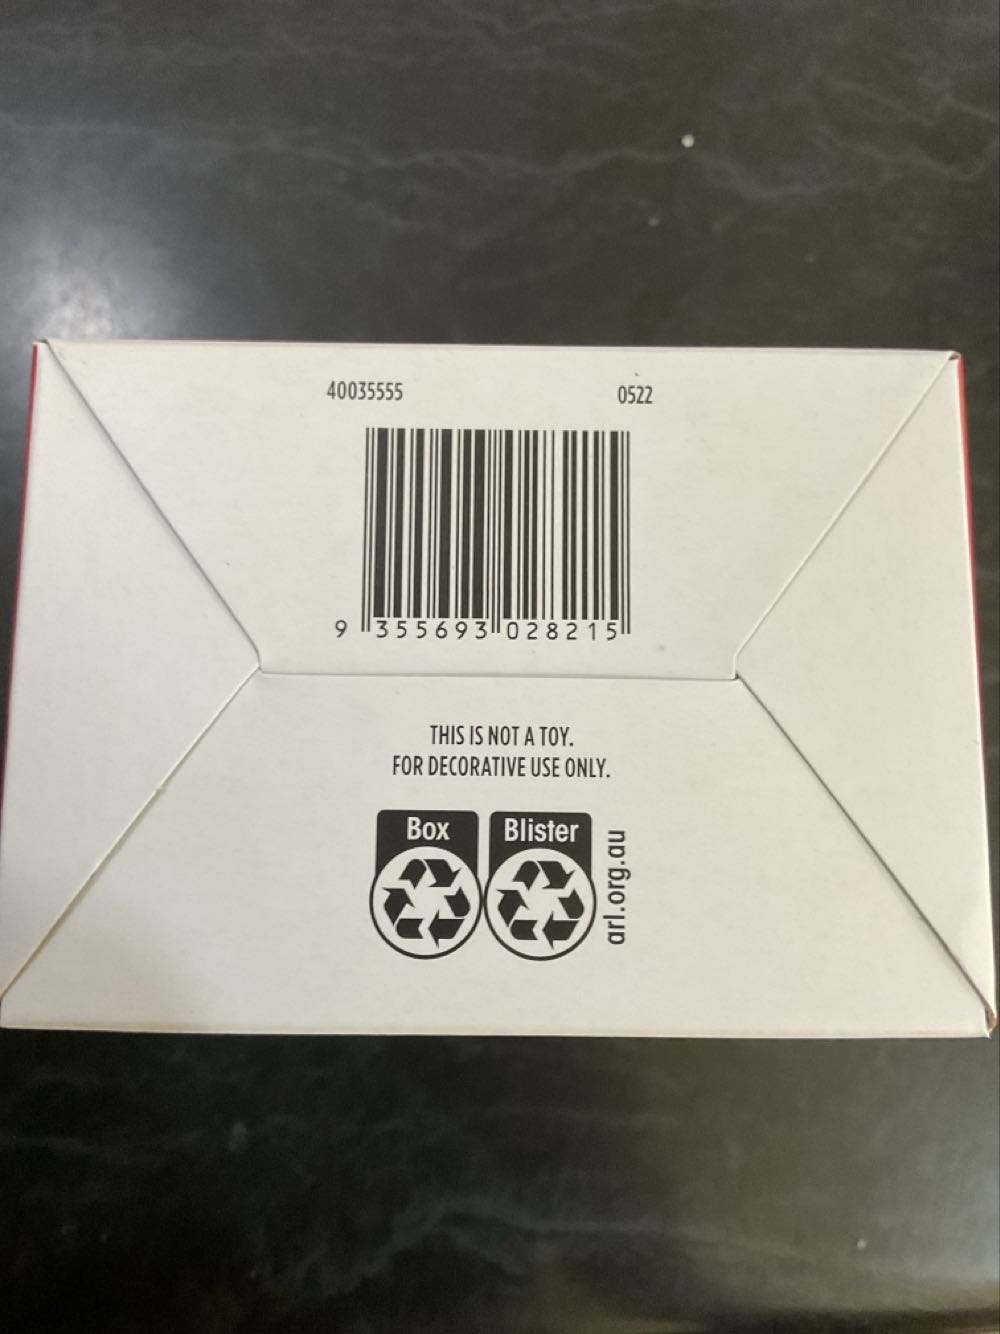 40035555 0522
9 355693 028215
THIS IS NOT A TOY.
FOR DECORATIVE USE ONLY.
Box Blister
arl.org.au